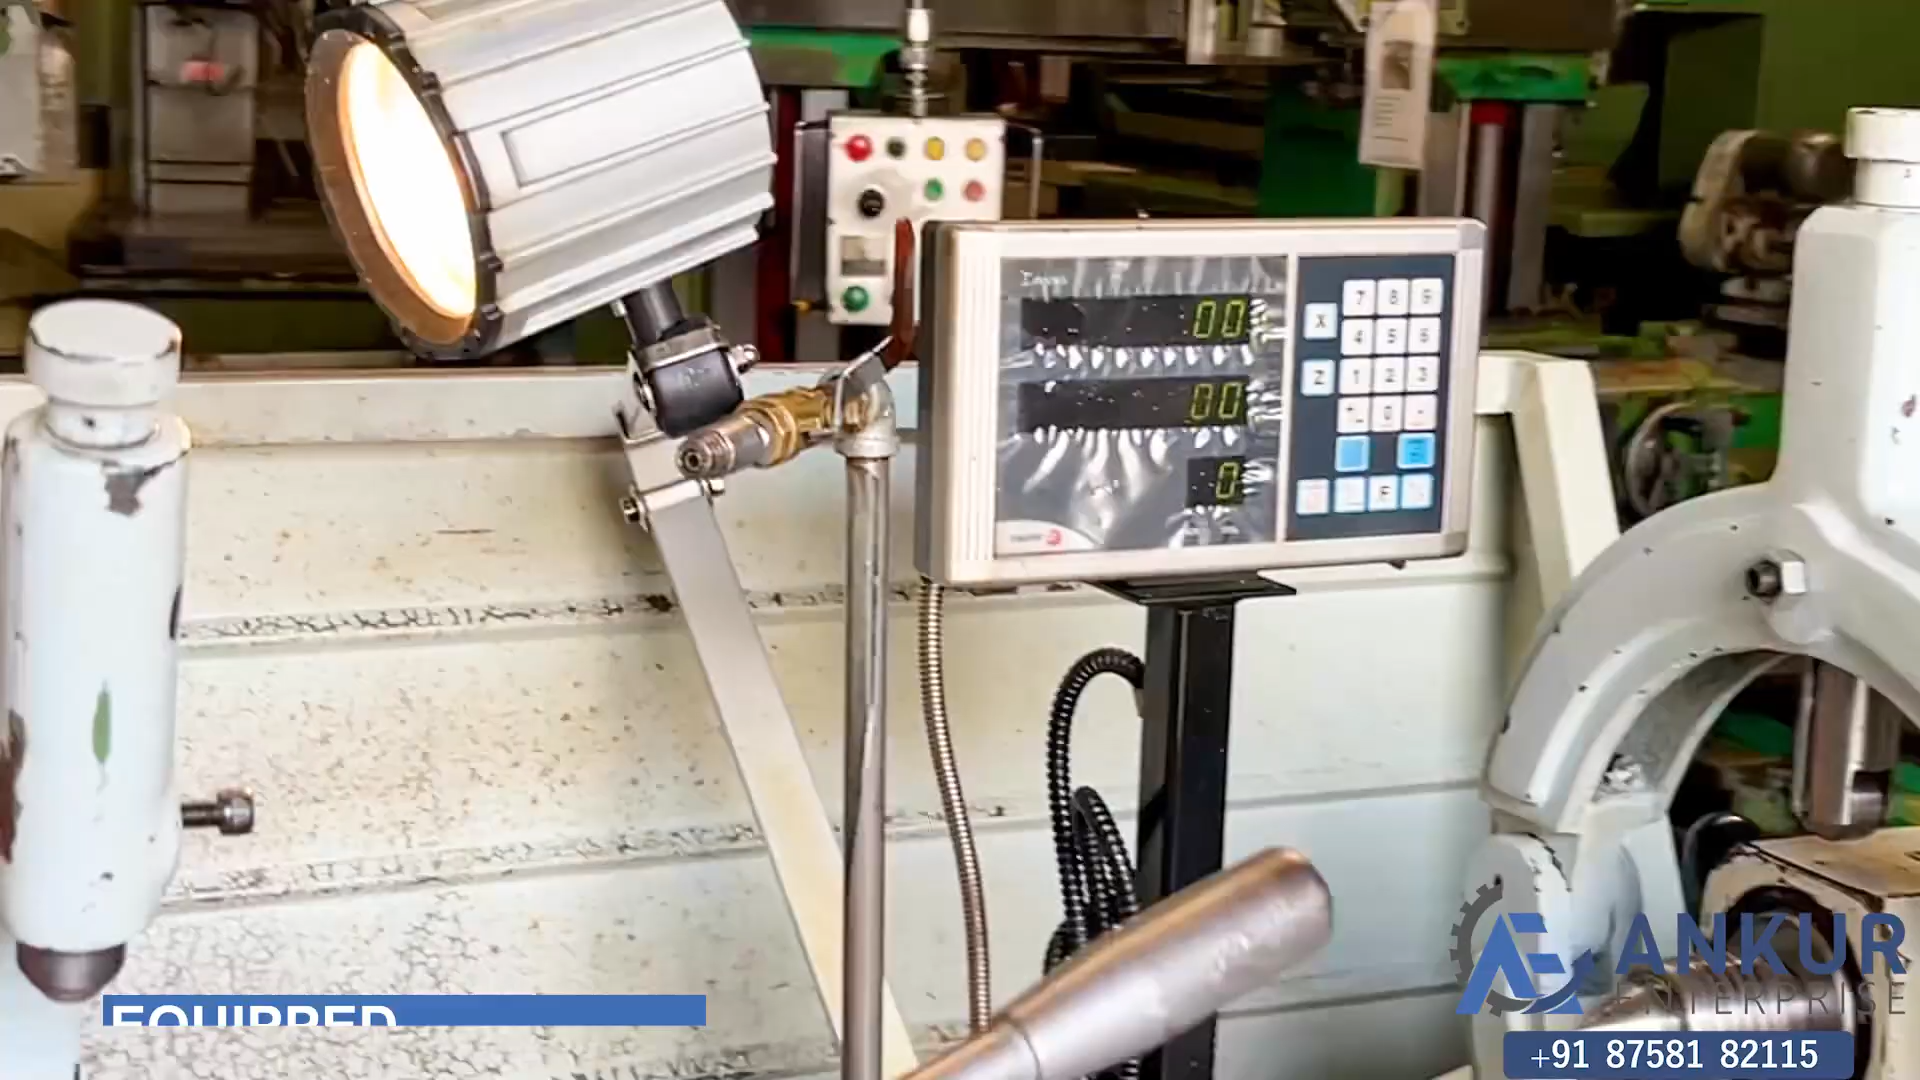 00
00
0
X
7 8 9
4 5 6
Z
1 2 3
0
F
EQUIPPED
ANKUR
ENTERPRISE
+91 87581 82115